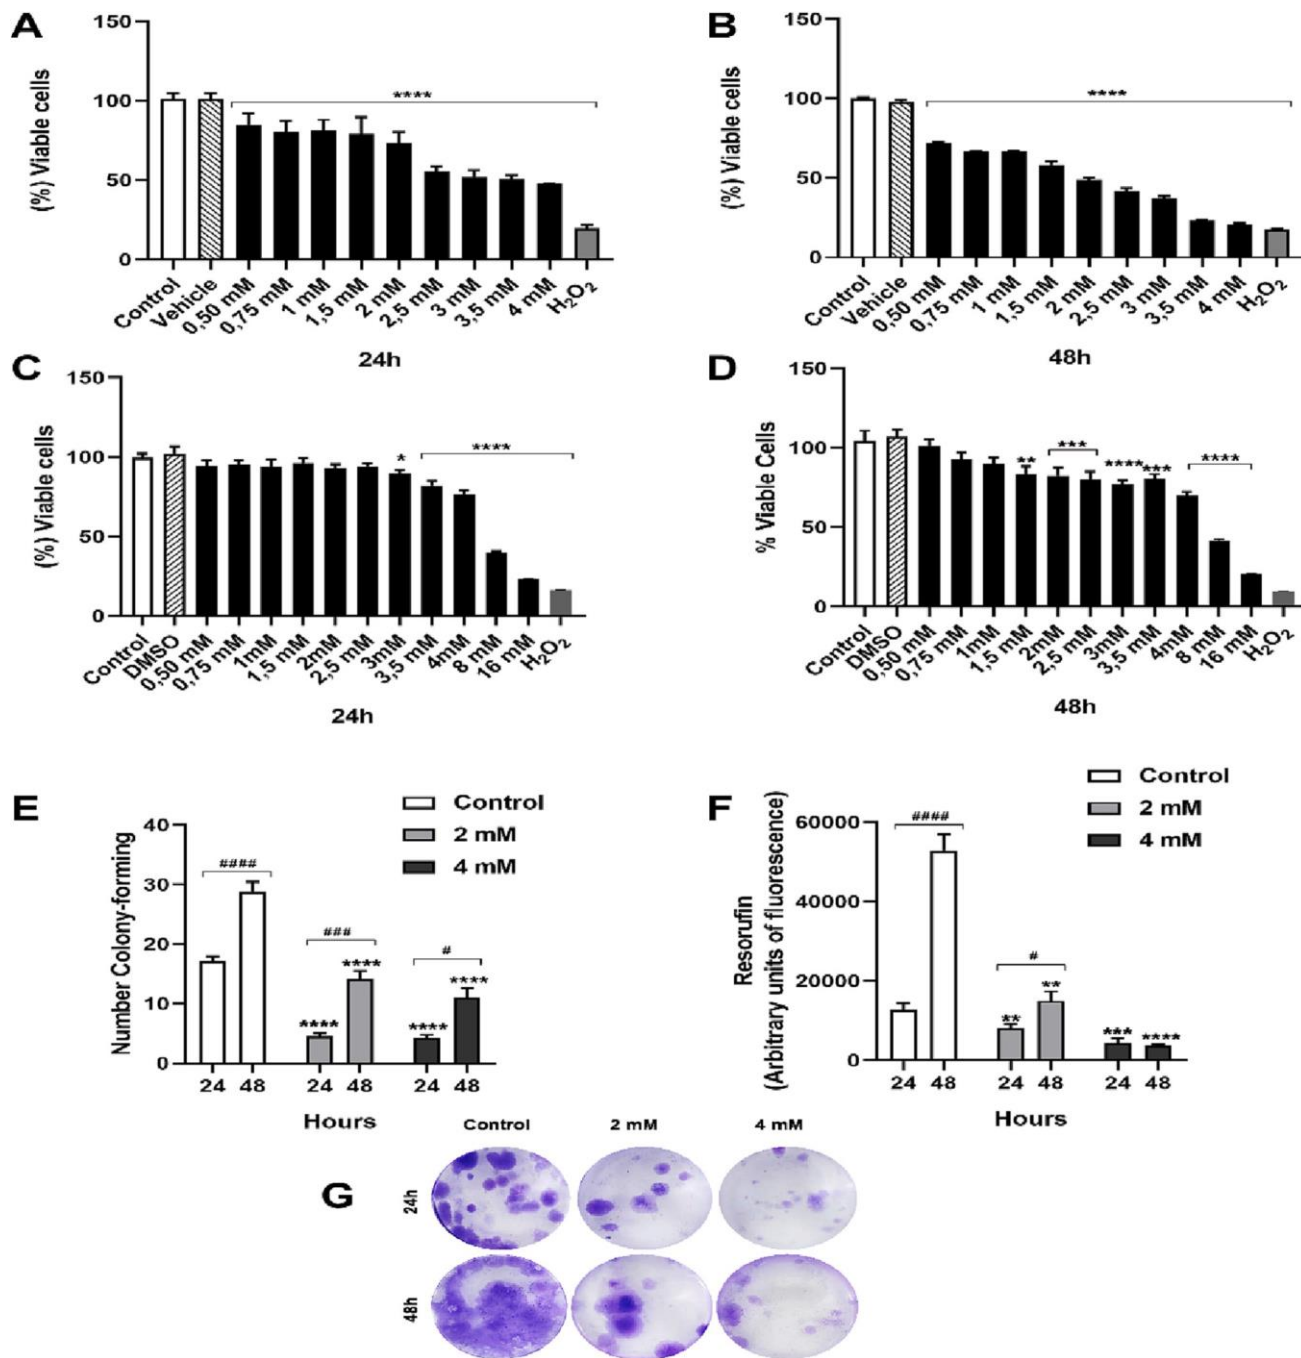 A
(%) Viable cells
150
100
50
0
****
Control
Vehicle
0,50 mM
0,75 mM
1 mM
1,5 mM
2 mM
2,5 mM
3 mM
3,5 mM
4 mM
H₂O₂
24h
B
(%) Viable cells
150
100
50
0
****
Control
Vehicle
0,50 mM
0,75 mM
1 mM
1,5 mM
2 mM
2,5 mM
3 mM
3,5 mM
4 mM
H₂O₂
48h
C
(%) Viable cells
150
100
50
0
*
****
Control
DMSO
0,50 mM
0,75 mM
1mM
1,5 mM
2mM
2,5 mM
3mM
3,5 mM
4mM
8 mM
16 mM
H₂O₂
24h
D
% Viable Cells
150
100
50
0
**
***
****
***
****
Control
DMSO
0,50 mM
0,75 mM
1mM
1,5 mM
2mM
2,5 mM
3mM
3,5 mM
4mM
8 mM
16 mM
H₂O₂
48h
E
Control
2 mM
4 mM
Number Colony-forming
40
30
20
10
0
####
###
#
****
****
****
****
24 48 24 48 24 48
Hours
F
Control
2 mM
4 mM
Resorufin
(Arbitrary units of fluorescence)
60000
40000
20000
0
####
#
**
**
***
****
24 48 24 48 24 48
Hours
G
Control 2 mM 4 mM
24h
48h